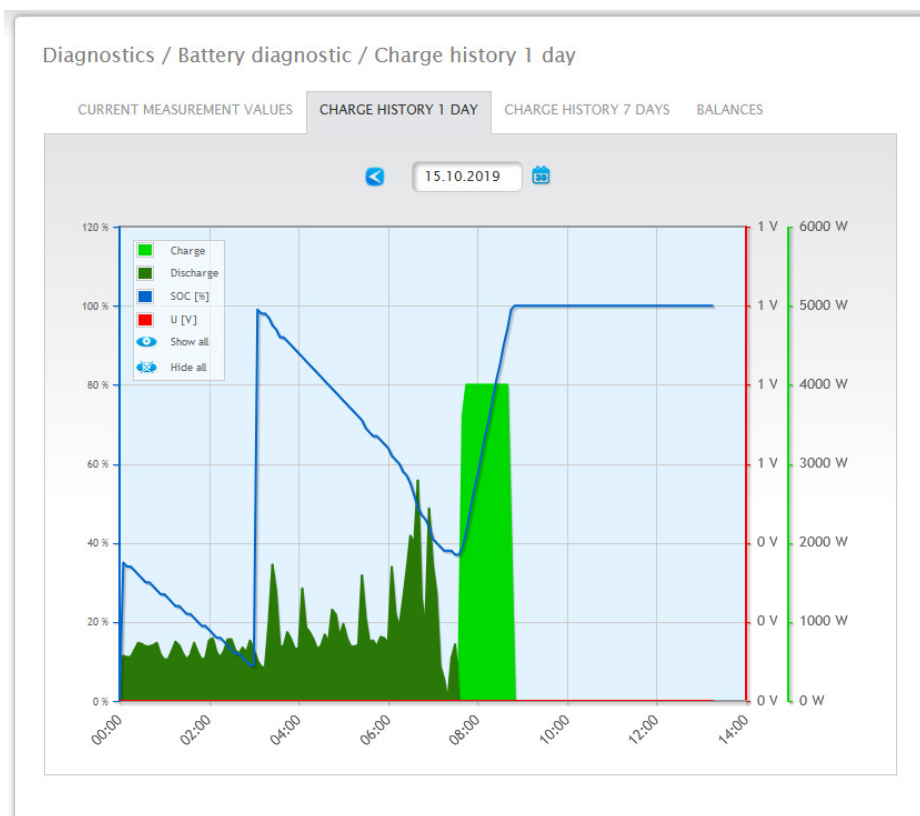 Diagnostics / Battery diagnostic / Charge history 1 day
CURRENT MEASUREMENT VALUES CHARGE HISTORY 1 DAY CHARGE HISTORY 7 DAYS BALANCES
15.10.2019
30
120 % 1 V 6000 W
Charge
Discharge
SOC [%]
U [V]
Show all
Hide all
100 % 1 V 5000 W
80 % 1 V 4000 W
60 % 1 V 3000 W
40 % 0 V 2000 W
20 % 0 V 1000 W
0 % 0 V 0 W
00:00 02:00 04:00 06:00 08:00 10:00 12:00 14:00